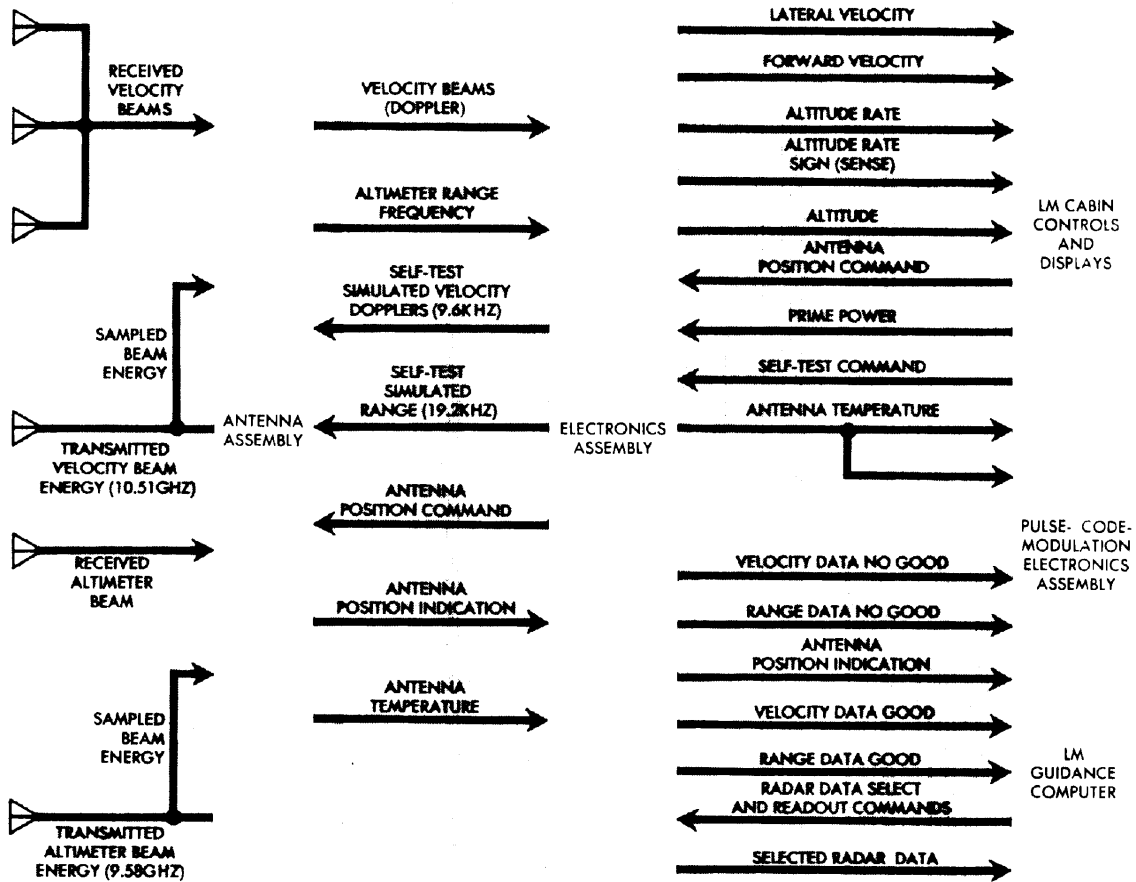 RECEIVED
VELOCITY
BEAMS
SAMPLED
BEAM
ENERGY
TRANSMITTED
VELOCITY BEAM
ENERGY (10.51GHZ)
RECEIVED
ALTIMETER
BEAM
SAMPLED
BEAM
ENERGY
TRANSMITTED
ALTIMETER BEAM
ENERGY (9.58GHZ)
ANTENNA
ASSEMBLY
VELOCITY BEAMS
(DOPPLER)
ALTIMETER RANGE
FREQUENCY
SELF-TEST
SIMULATED VELOCITY
DOPPLERS (9.6KHZ)
SELF-TEST
SIMULATED
RANGE (19.2KHZ)
ANTENNA
POSITION COMMAND
ANTENNA
POSITION INDICATION
ANTENNA
TEMPERATURE
ELECTRONICS
ASSEMBLY
LATERAL VELOCITY
FORWARD VELOCITY
ALTITUDE RATE
ALTITUDE RATE
SIGN (SENSE)
ALTITUDE
ANTENNA
POSITION COMMAND
PRIME POWER
SELF-TEST COMMAND
ANTENNA TEMPERATURE
VELOCITY DATA NO GOOD
RANGE DATA NO GOOD
ANTENNA
POSITION INDICATION
VELOCITY DATA GOOD
RANGE DATA GOOD
RADAR DATA SELECT
AND READOUT COMMANDS
SELECTED RADAR DATA
LM CABIN
CONTROLS
AND
DISPLAYS
PULSE- CODE-
MODULATION
ELECTRONICS
ASSEMBLY
LM
GUIDANCE
COMPUTER